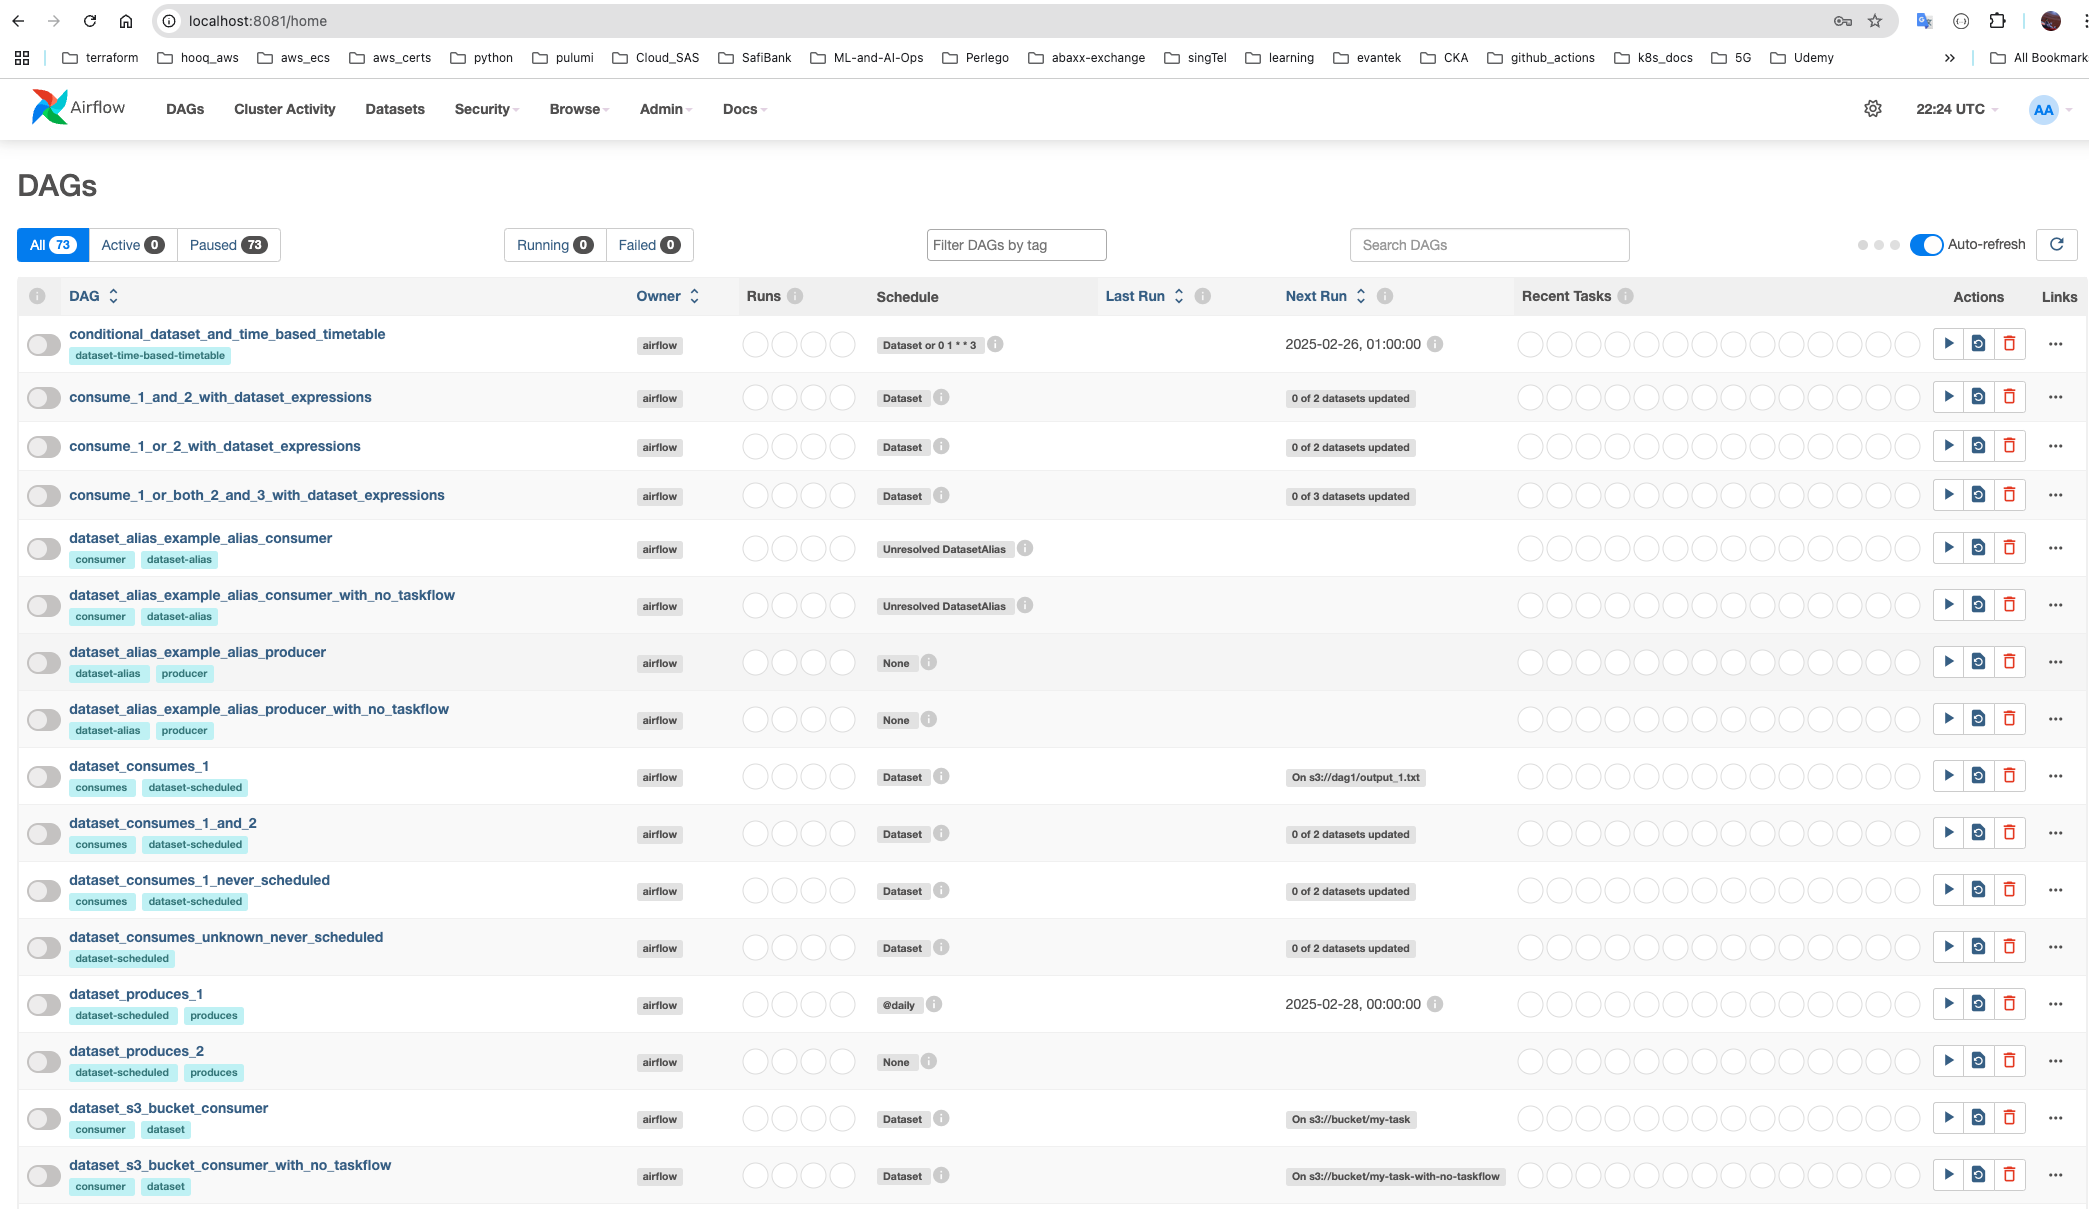 localhost:8081/home
terraform hooq_aws aws_ecs aws_certs python pulumi Cloud_SAS SafiBank ML-and-AI-Ops Perlego abaxx-exchange singTel learning evantek CKA github_actions k8s_docs 5G Udemy » All Bookmark
Airflow DAGs Cluster Activity Datasets Security Browse Admin Docs 22:24 UTC AA
DAGs
All 73 Active 0 Paused 73 Running 0 Failed 0 Filter DAGs by tag Search DAGs Auto-refresh
DAG Owner Runs Schedule Last Run Next Run Recent Tasks Actions Links
conditional_dataset_and_time_based_timetable
dataset-time-based-timetable
airflow Dataset or 0 1 * * 3 2025-02-26, 01:00:00
consume_1_and_2_with_dataset_expressions airflow Dataset 0 of 2 datasets updated
consume_1_or_2_with_dataset_expressions airflow Dataset 0 of 2 datasets updated
consume_1_or_both_2_and_3_with_dataset_expressions airflow Dataset 0 of 3 datasets updated
dataset_alias_example_alias_consumer
consumer dataset-alias
airflow Unresolved DatasetAlias
dataset_alias_example_alias_consumer_with_no_taskflow
consumer dataset-alias
airflow Unresolved DatasetAlias
dataset_alias_example_alias_producer
dataset-alias producer
airflow None
dataset_alias_example_alias_producer_with_no_taskflow
dataset-alias producer
airflow None
dataset_consumes_1
consumes dataset-scheduled
airflow Dataset On s3://dag1/output_1.txt
dataset_consumes_1_and_2
consumes dataset-scheduled
airflow Dataset 0 of 2 datasets updated
dataset_consumes_1_never_scheduled
consumes dataset-scheduled
airflow Dataset 0 of 2 datasets updated
dataset_consumes_unknown_never_scheduled
dataset-scheduled
airflow Dataset 0 of 2 datasets updated
dataset_produces_1
dataset-scheduled produces
airflow @daily 2025-02-28, 00:00:00
dataset_produces_2
dataset-scheduled produces
airflow None
dataset_s3_bucket_consumer
consumer dataset
airflow Dataset On s3://bucket/my-task
dataset_s3_bucket_consumer_with_no_taskflow
consumer dataset
airflow Dataset On s3://bucket/my-task-with-no-taskflow